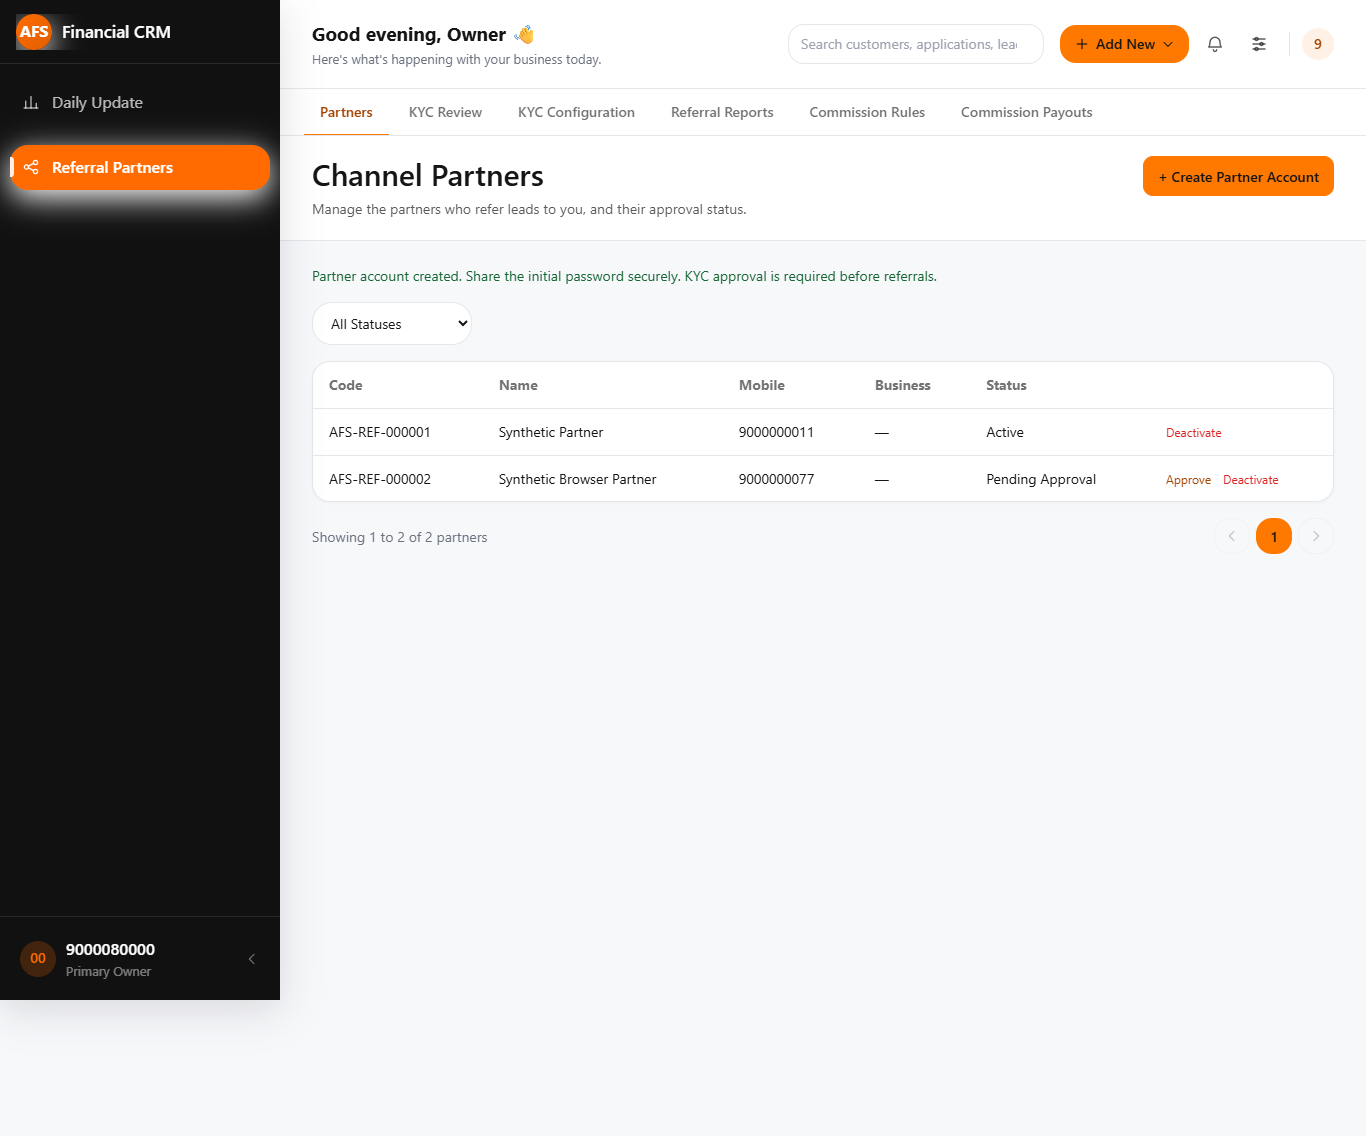 AFS Financial CRM
Daily Update
Referral Partners
00
9000080000
Primary Owner
Good evening, Owner 👋
Here's what's happening with your business today.
Search customers, applications, lea
+ Add New
9
Partners KYC Review KYC Configuration Referral Reports Commission Rules Commission Payouts
Channel Partners
Manage the partners who refer leads to you, and their approval status.
+ Create Partner Account
Partner account created. Share the initial password securely. KYC approval is required before referrals.
All Statuses
Code Name Mobile Business Status
AFS-REF-000001 Synthetic Partner 9000000011 — Active Deactivate
AFS-REF-000002 Synthetic Browser Partner 9000000077 — Pending Approval Approve Deactivate
Showing 1 to 2 of 2 partners
1